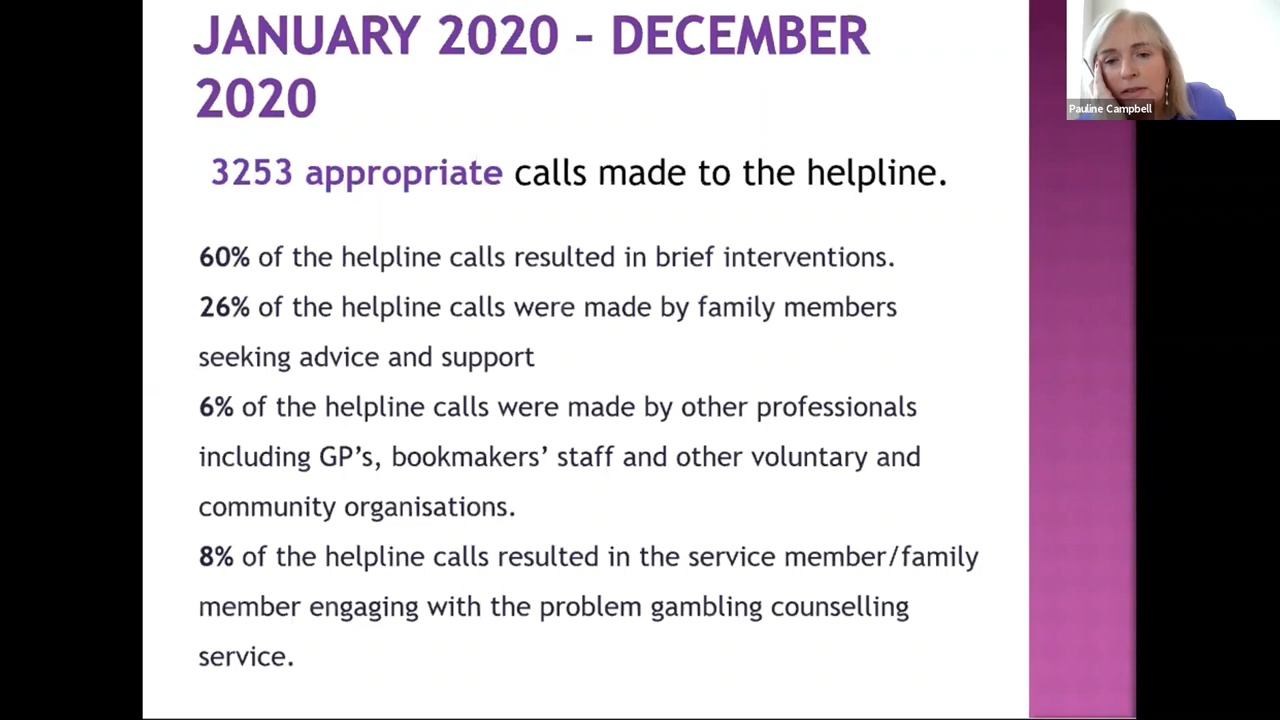 JANUARY 2020 – DECEMBER
2020
3253 appropriate calls made to the helpline.
60% of the helpline calls resulted in brief interventions.
26% of the helpline calls were made by family members
seeking advice and support
6% of the helpline calls were made by other professionals
including GP’s, bookmakers’ staff and other voluntary and
community organisations.
8% of the helpline calls resulted in the service member/family
member engaging with the problem gambling counselling
service.
Pauline Campbell